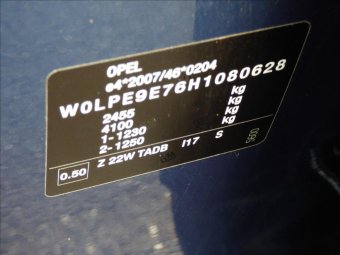 OPEL
e4*2007/46*0204
W0LPE9E76H1080628
2455 kg
4100 kg
1-1230 kg
2-1250 kg
0.50 Z 22W TADB I17 S